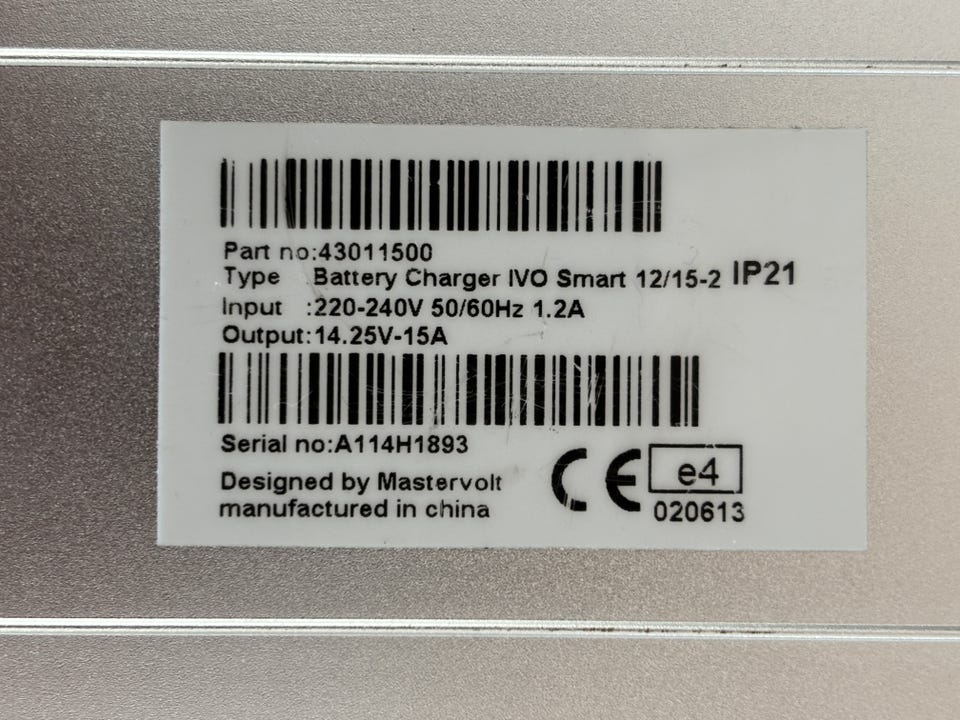 Part no:43011500
Type :Battery Charger IVO Smart 12/15-2 IP21
Input :220-240V 50/60Hz 1.2A
Output:14.25V-15A
Serial no:A114H1893
Designed by Mastervolt
manufactured in china
CE e4
020613